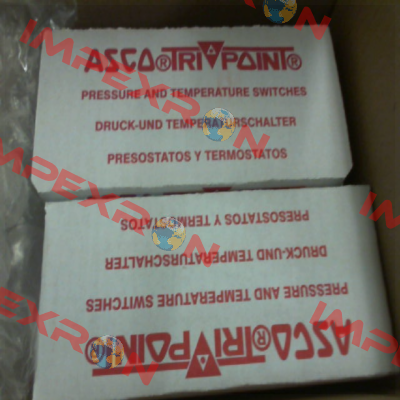 ASCO® TRI POINT®
PRESSURE AND TEMPERATURE SWITCHES
DRUCK-UND TEMPERATURSCHALTER
PRESOSTATOS Y TERMOSTATOS
PRESOSTATOS Y TERMOSTATOS
DRUCK-UND TEMPERATURSCHALTER
PRESSURE AND TEMPERATURE SWITCHES
ASCO® TRI POINT®
IMPEXRON
IMPEXRON
IMPEXRON